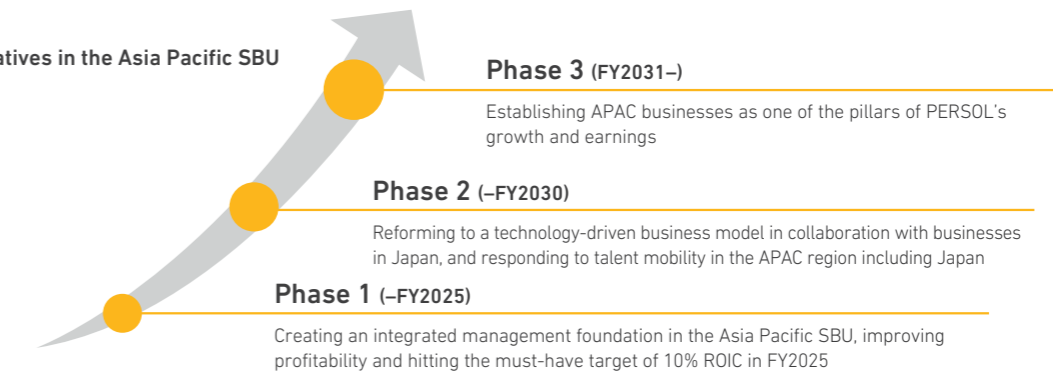 atives in the Asia Pacific SBU
Phase 3 (FY2031–)
Establishing APAC businesses as one of the pillars of PERSOL’s
growth and earnings
Phase 2 (–FY2030)
Reforming to a technology-driven business model in collaboration with businesses
in Japan, and responding to talent mobility in the APAC region including Japan
Phase 1 (–FY2025)
Creating an integrated management foundation in the Asia Pacific SBU, improving
profitability and hitting the must-have target of 10% ROIC in FY2025